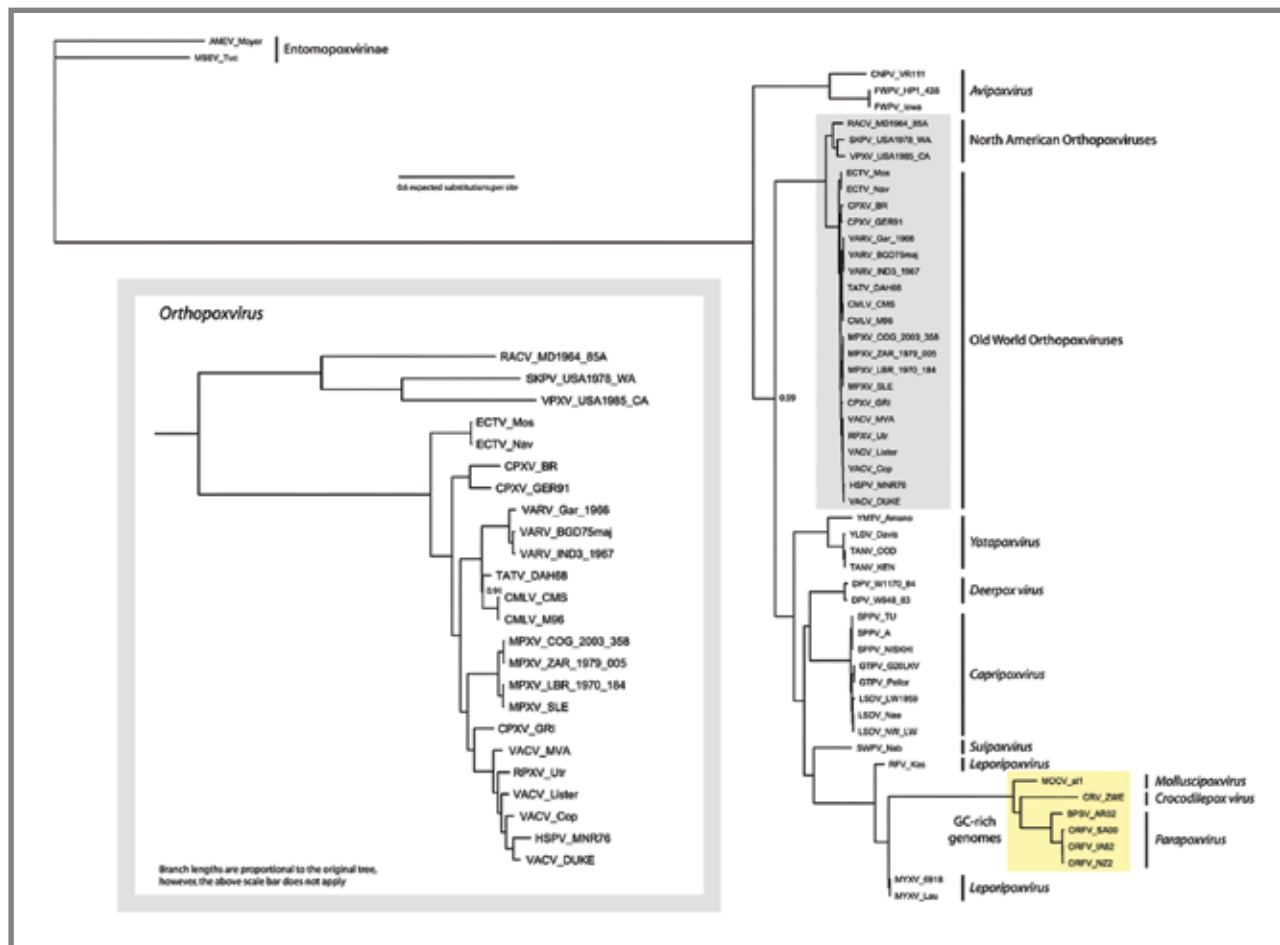 AMEV_Moyer
MSEV_Tuc
Entomopoxvirinae
0.6 expected substitutions per site
CNPV_VR111
FWPV_HP1_438
FWPV_Iowa
Avipoxvirus
RACV_MD1964_85A
SKPV_USA1978_WA
VPXV_USA1985_CA
North American Orthopoxviruses
ECTV_Mos
ECTV_Nav
CPXV_BR
CPXV_GER91
VARV_Gar_1966
VARV_BGD75maj
VARV_IND3_1967
TATV_DAH68
CMLV_CMS
CMLV_M96
MPXV_COG_2003_358
MPXV_ZAR_1979_005
MPXV_LBR_1970_184
MPXV_SLE
CPXV_GRI
VACV_MVA
RPXV_Utr
VACV_Lister
VACV_Cop
HSPV_MNR76
VACV_DUKE
Old World Orthopoxviruses
0.99
YMTV_Amano
YLDV_Davis
TANV_COD
TANV_KEN
Yatapoxvirus
DPV_W1170_84
DPV_W848_83
Deerpox virus
SPPV_TU
SPPV_A
SPPV_NISKHI
GTPV_G20LKV
GTPV_Pellor
LSDV_LW1959
LSDV_Nee
LSDV_NW_LW
Capripoxvirus
SWPV_Neb
Suipoxvirus
RFV_Kas
Leporipoxvirus
MOCV_st1
Molluscipoxvirus
CRV_ZWE
Crocodilepox virus
BPSV_AR02
ORFV_SA00
ORFV_IA82
ORFV_NZ2
Parapoxvirus
GC-rich
genomes
MYXV_6918
MYXV_Lau
Leporipoxvirus
Orthopoxvirus
RACV_MD1964_85A
SKPV_USA1978_WA
VPXV_USA1985_CA
ECTV_Mos
ECTV_Nav
CPXV_BR
CPXV_GER91
VARV_Gar_1966
VARV_BGD75maj
VARV_IND3_1967
TATV_DAH68
0.91
CMLV_CMS
CMLV_M96
MPXV_COG_2003_358
MPXV_ZAR_1979_005
MPXV_LBR_1970_184
MPXV_SLE
CPXV_GRI
VACV_MVA
RPXV_Utr
VACV_Lister
VACV_Cop
HSPV_MNR76
VACV_DUKE
Branch lengths are proportional to the original tree,
however, the above scale bar does not apply